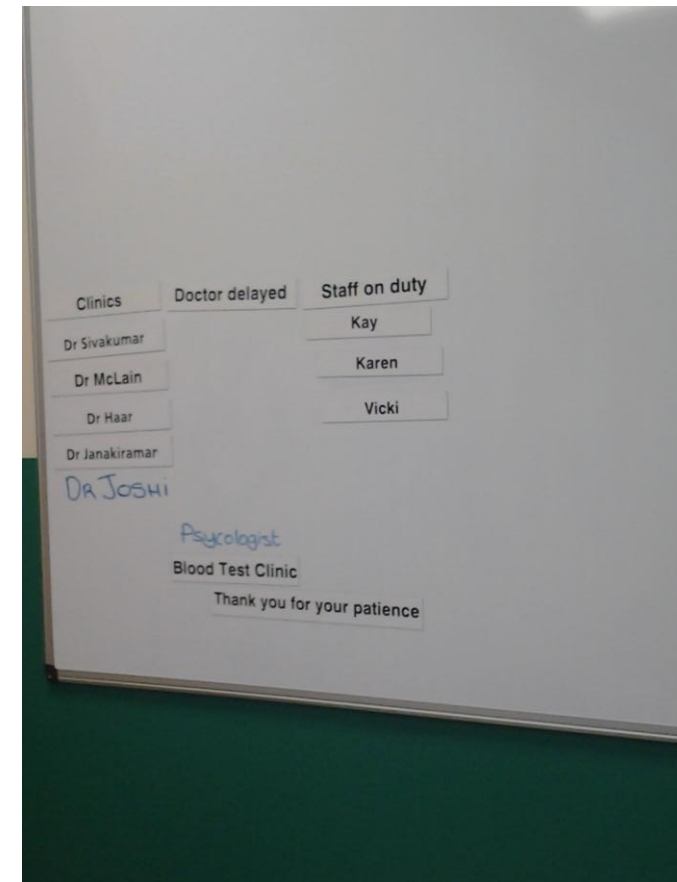 Clinics Doctor delayed Staff on duty
Dr Sivakumar Kay
Dr McLain Karen
Dr Haar Vicki
Dr Janakiramar
DR JOSHI
Psycologist
Blood Test Clinic
Thank you for your patience